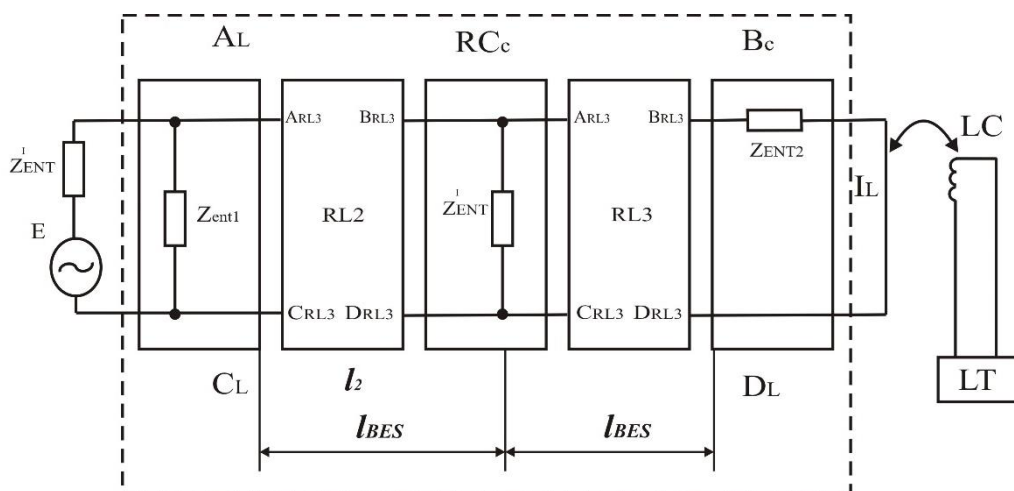 AL
RCc
Bc
ARL3
BRL3
ARL3
BRL3
LC
I
ZENT
Zent1
RL2
I
ZENT
RL3
ZENT2
IL
E
CRL3
DRL3
CRL3
DRL3
CL
l2
DL
LT
lBES
lBES